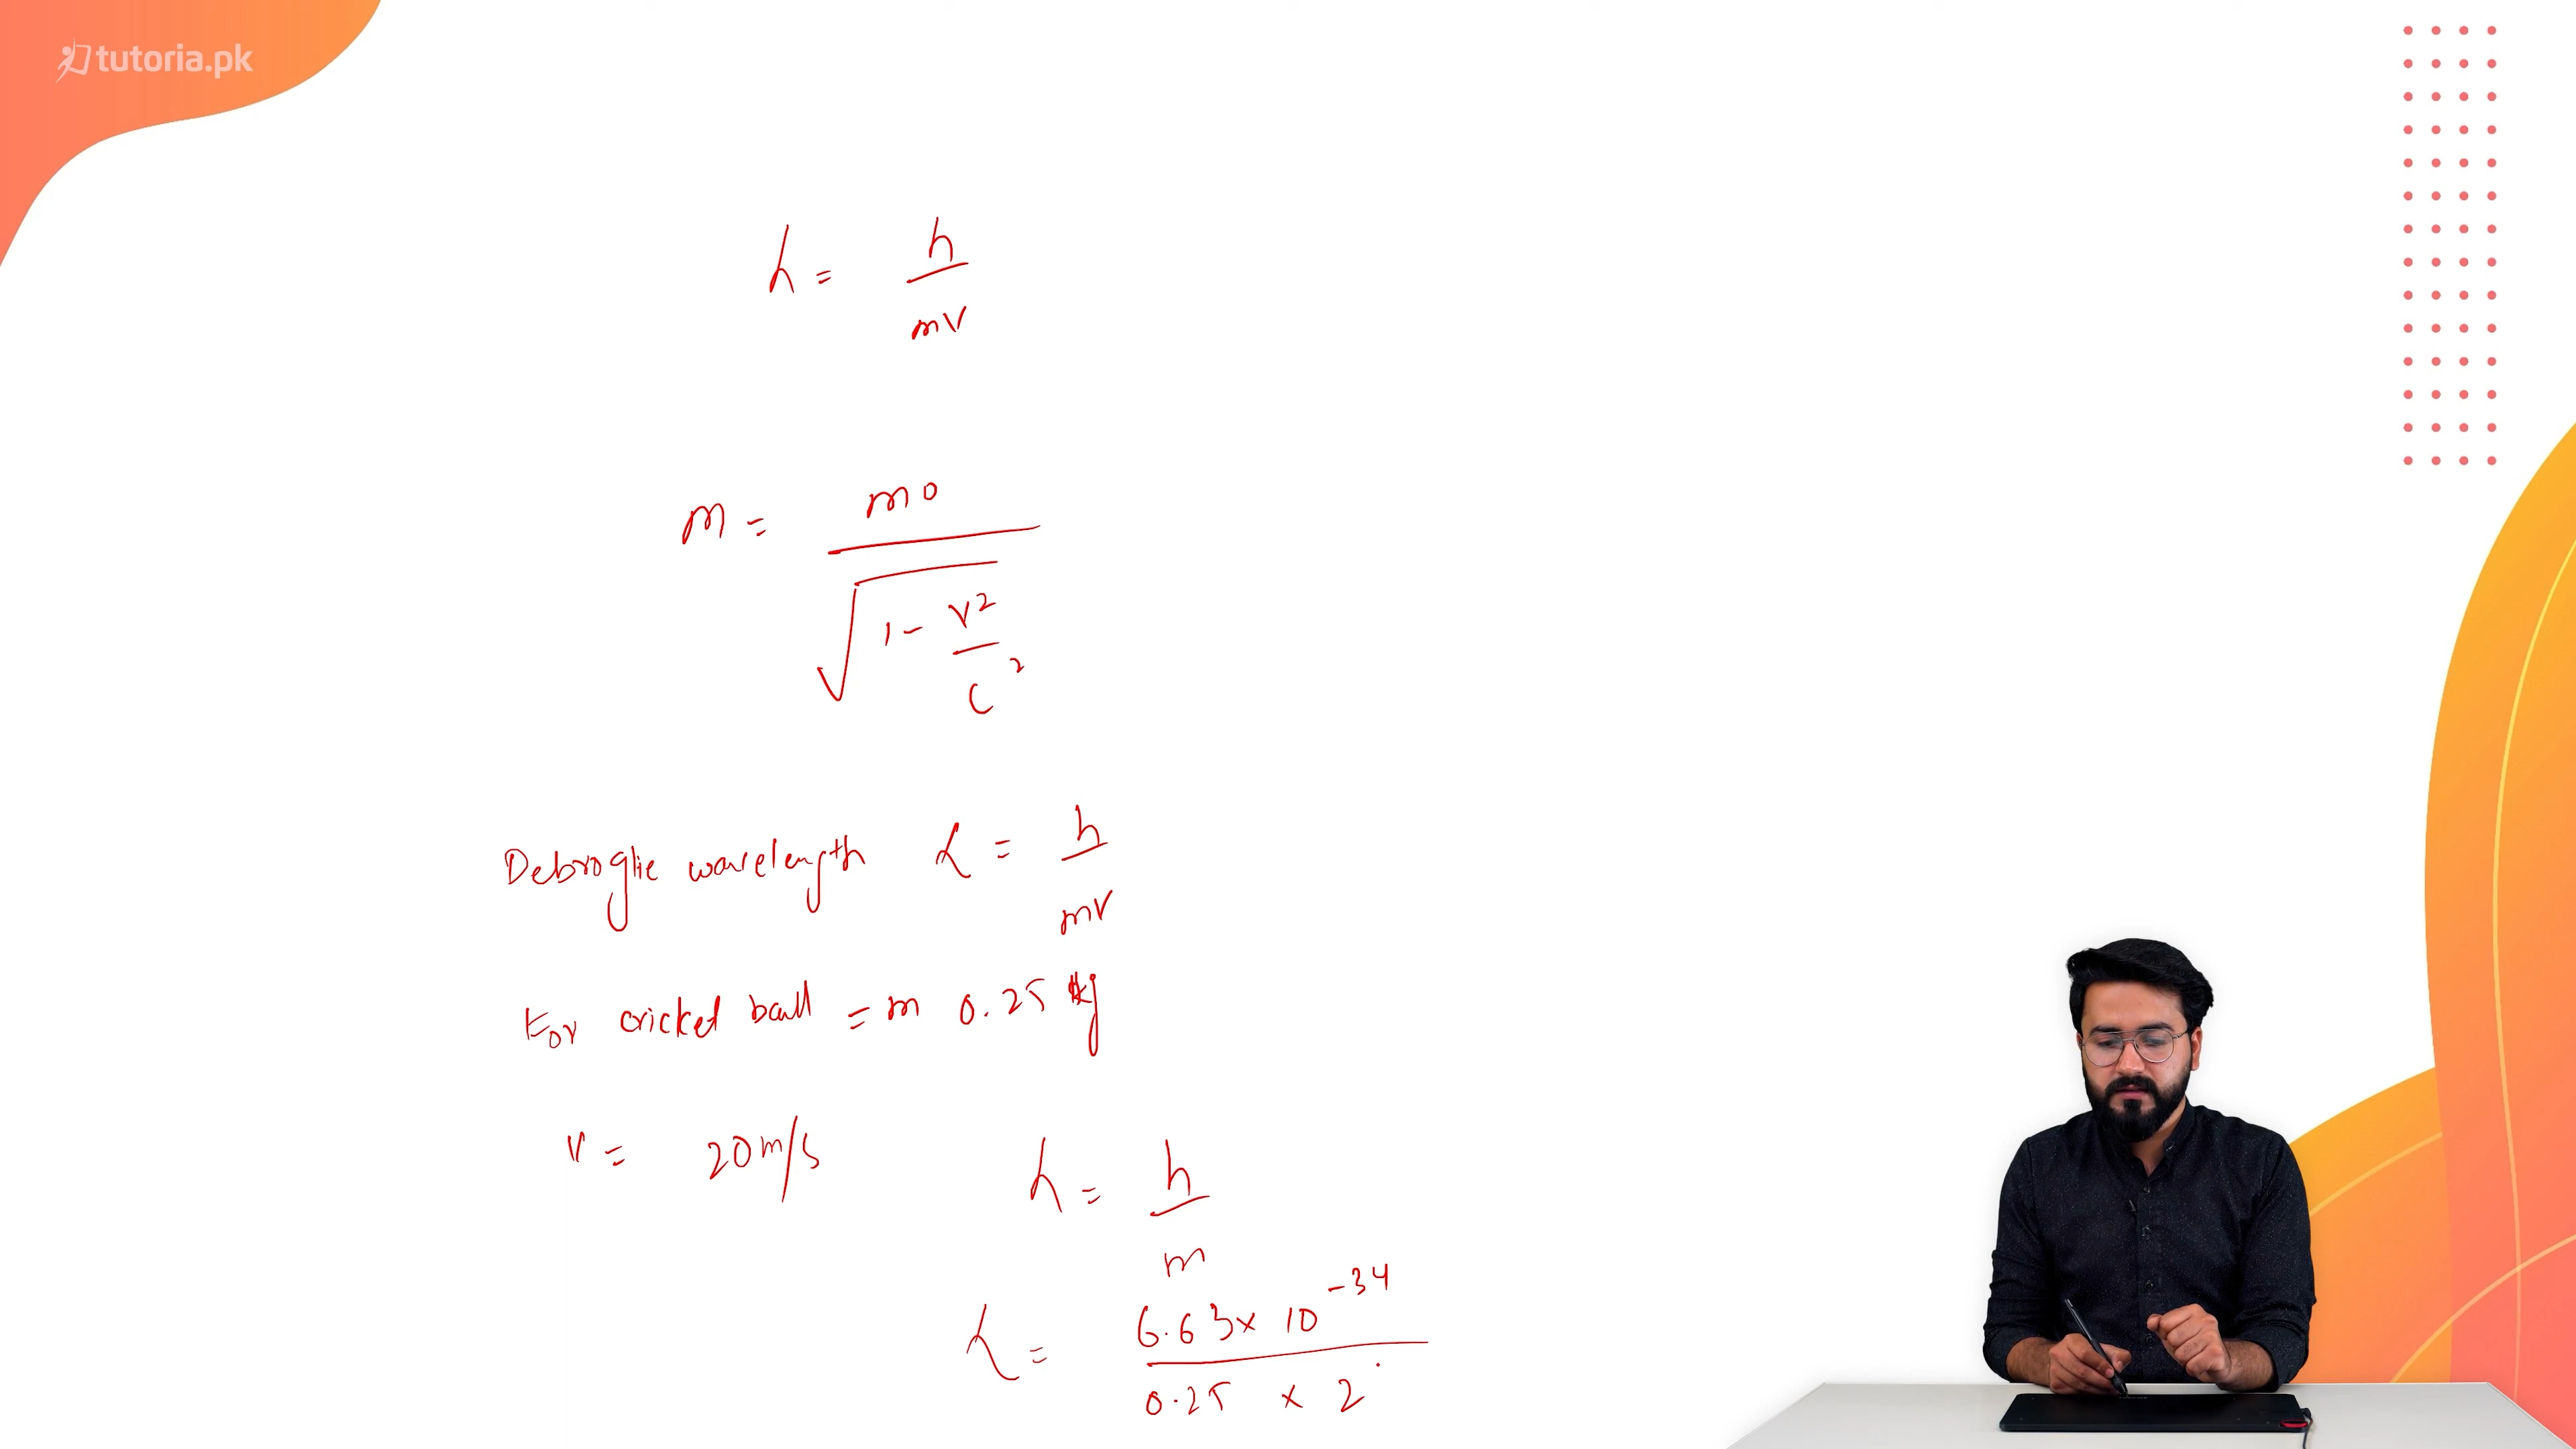 tutoria.pk
λ = h / mv
m = mo / √(1 - v² / c²)
Debroglie wavelength λ = h / mv
For cricket ball = m 0.25 kg
v = 20m/s
λ = h / m
λ = 6.63 x 10⁻³⁴ / 0.25 x 2